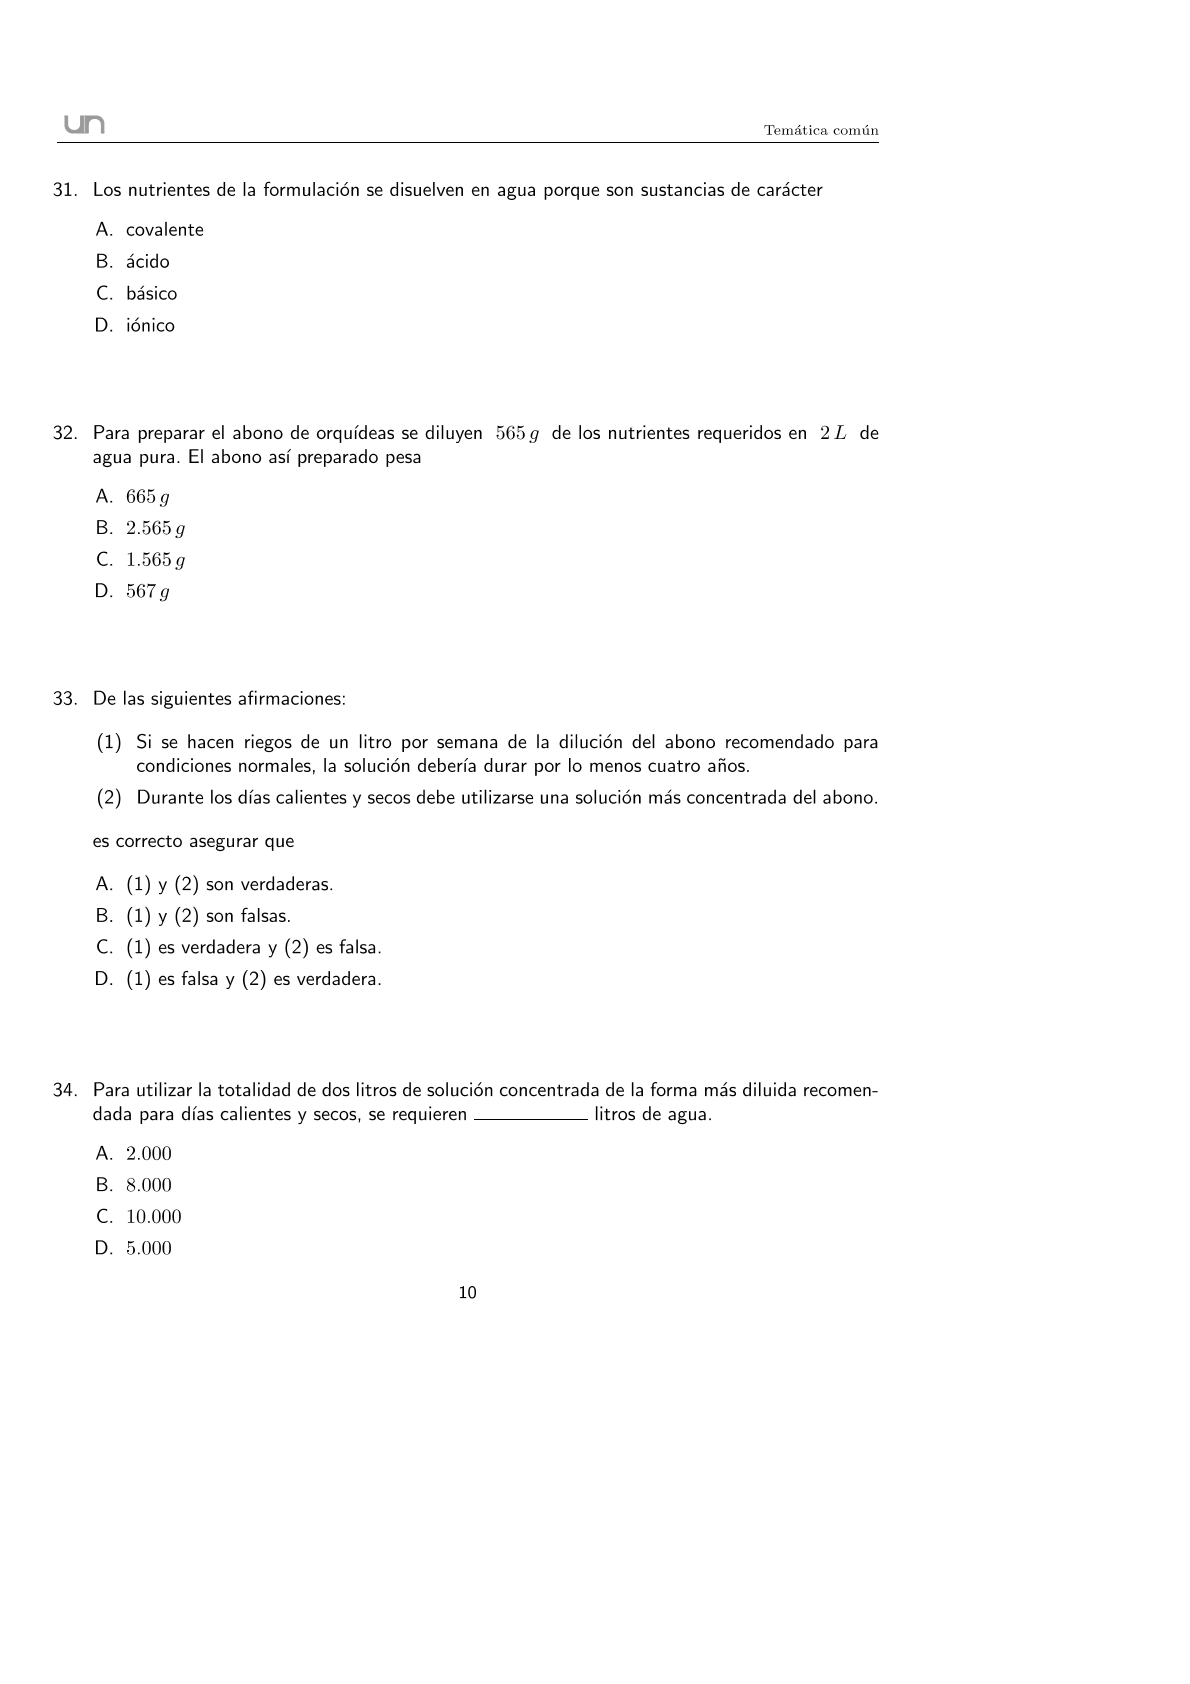 un
Temática común
31. Los nutrientes de la formulación se disuelven en agua porque son sustancias de carácter
A. covalente
B. ácido
C. básico
D. iónico
32. Para preparar el abono de orquídeas se diluyen 565 g de los nutrientes requeridos en 2 L de
agua pura. El abono así preparado pesa
A. 665 g
B. 2.565 g
C. 1.565 g
D. 567 g
33. De las siguientes afirmaciones:
(1) Si se hacen riegos de un litro por semana de la dilución del abono recomendado para
condiciones normales, la solución debería durar por lo menos cuatro años.
(2) Durante los días calientes y secos debe utilizarse una solución más concentrada del abono.
es correcto asegurar que
A. (1) y (2) son verdaderas.
B. (1) y (2) son falsas.
C. (1) es verdadera y (2) es falsa.
D. (1) es falsa y (2) es verdadera.
34. Para utilizar la totalidad de dos litros de solución concentrada de la forma más diluida recomen-
dada para días calientes y secos, se requieren ____________ litros de agua.
A. 2.000
B. 8.000
C. 10.000
D. 5.000
10